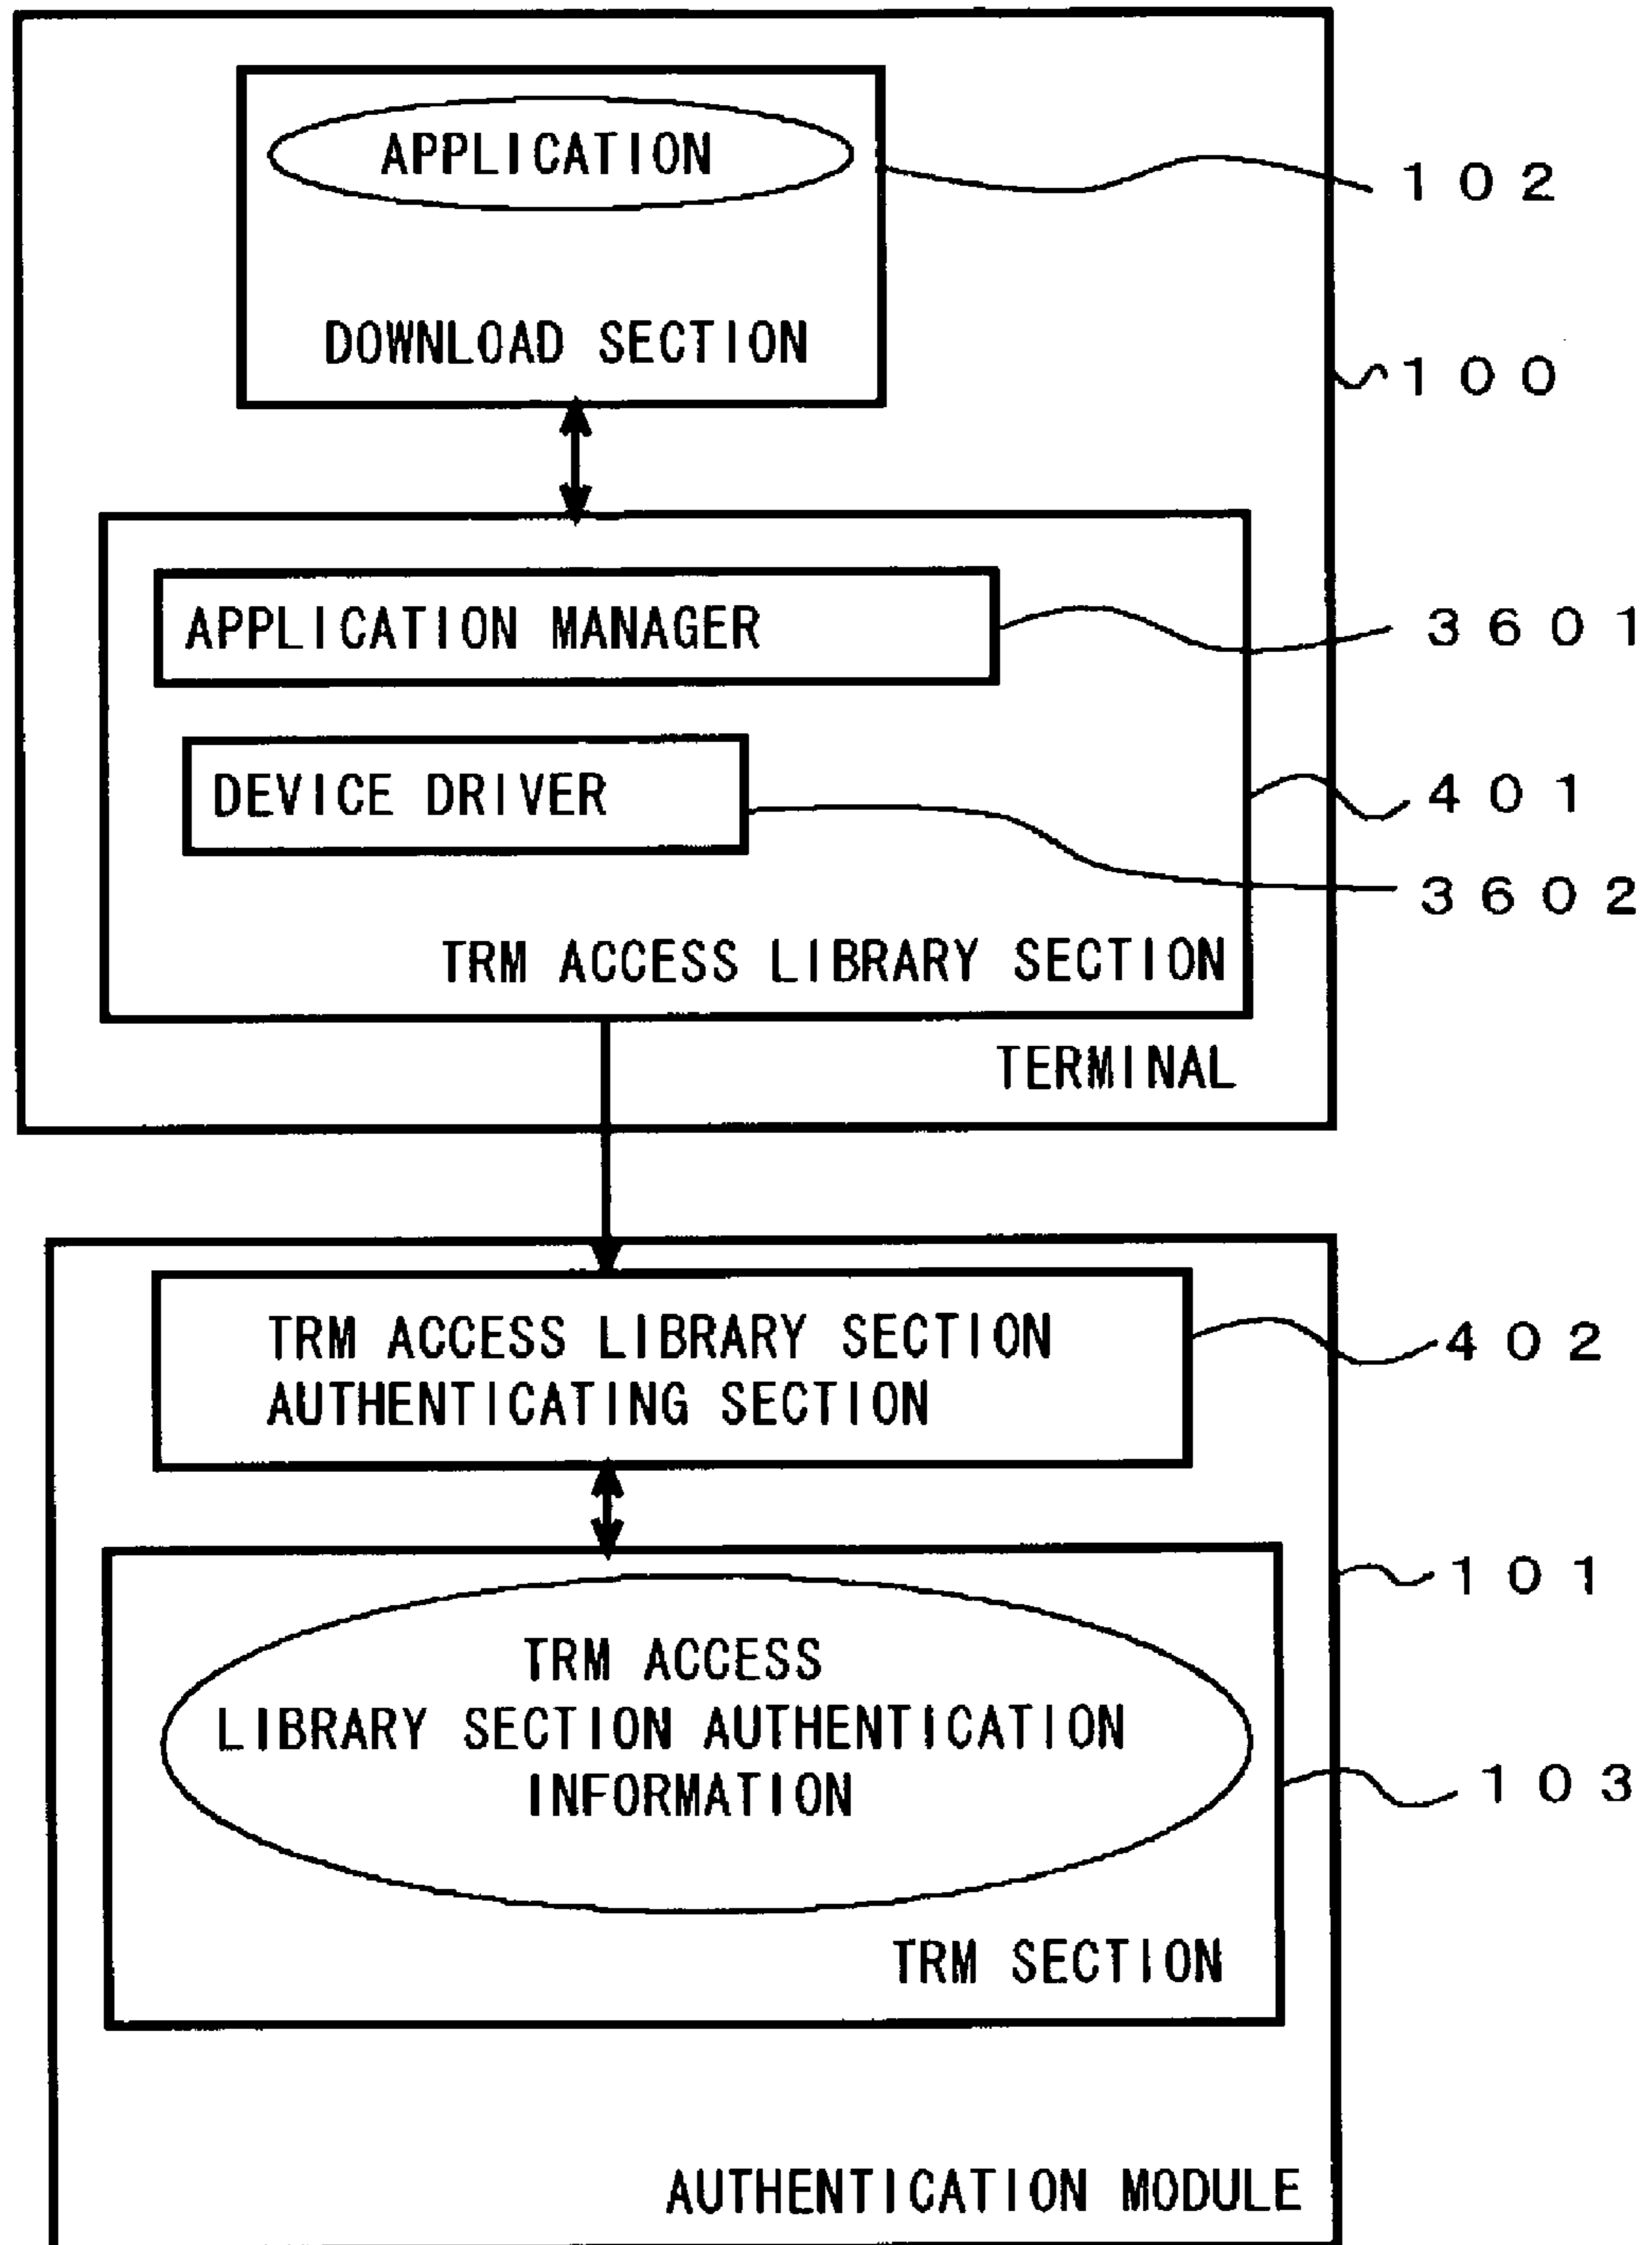 APPLICATION
102
DOWNLOAD SECTION
100
APPLICATION MANAGER
3601
DEVICE DRIVER
401
3602
TRM ACCESS LIBRARY SECTION
TERMINAL
TRM ACCESS LIBRARY SECTION
AUTHENTICATING SECTION
402
101
TRM ACCESS
LIBRARY SECTION AUTHENTICATION
INFORMATION
103
TRM SECTION
AUTHENTICATION MODULE